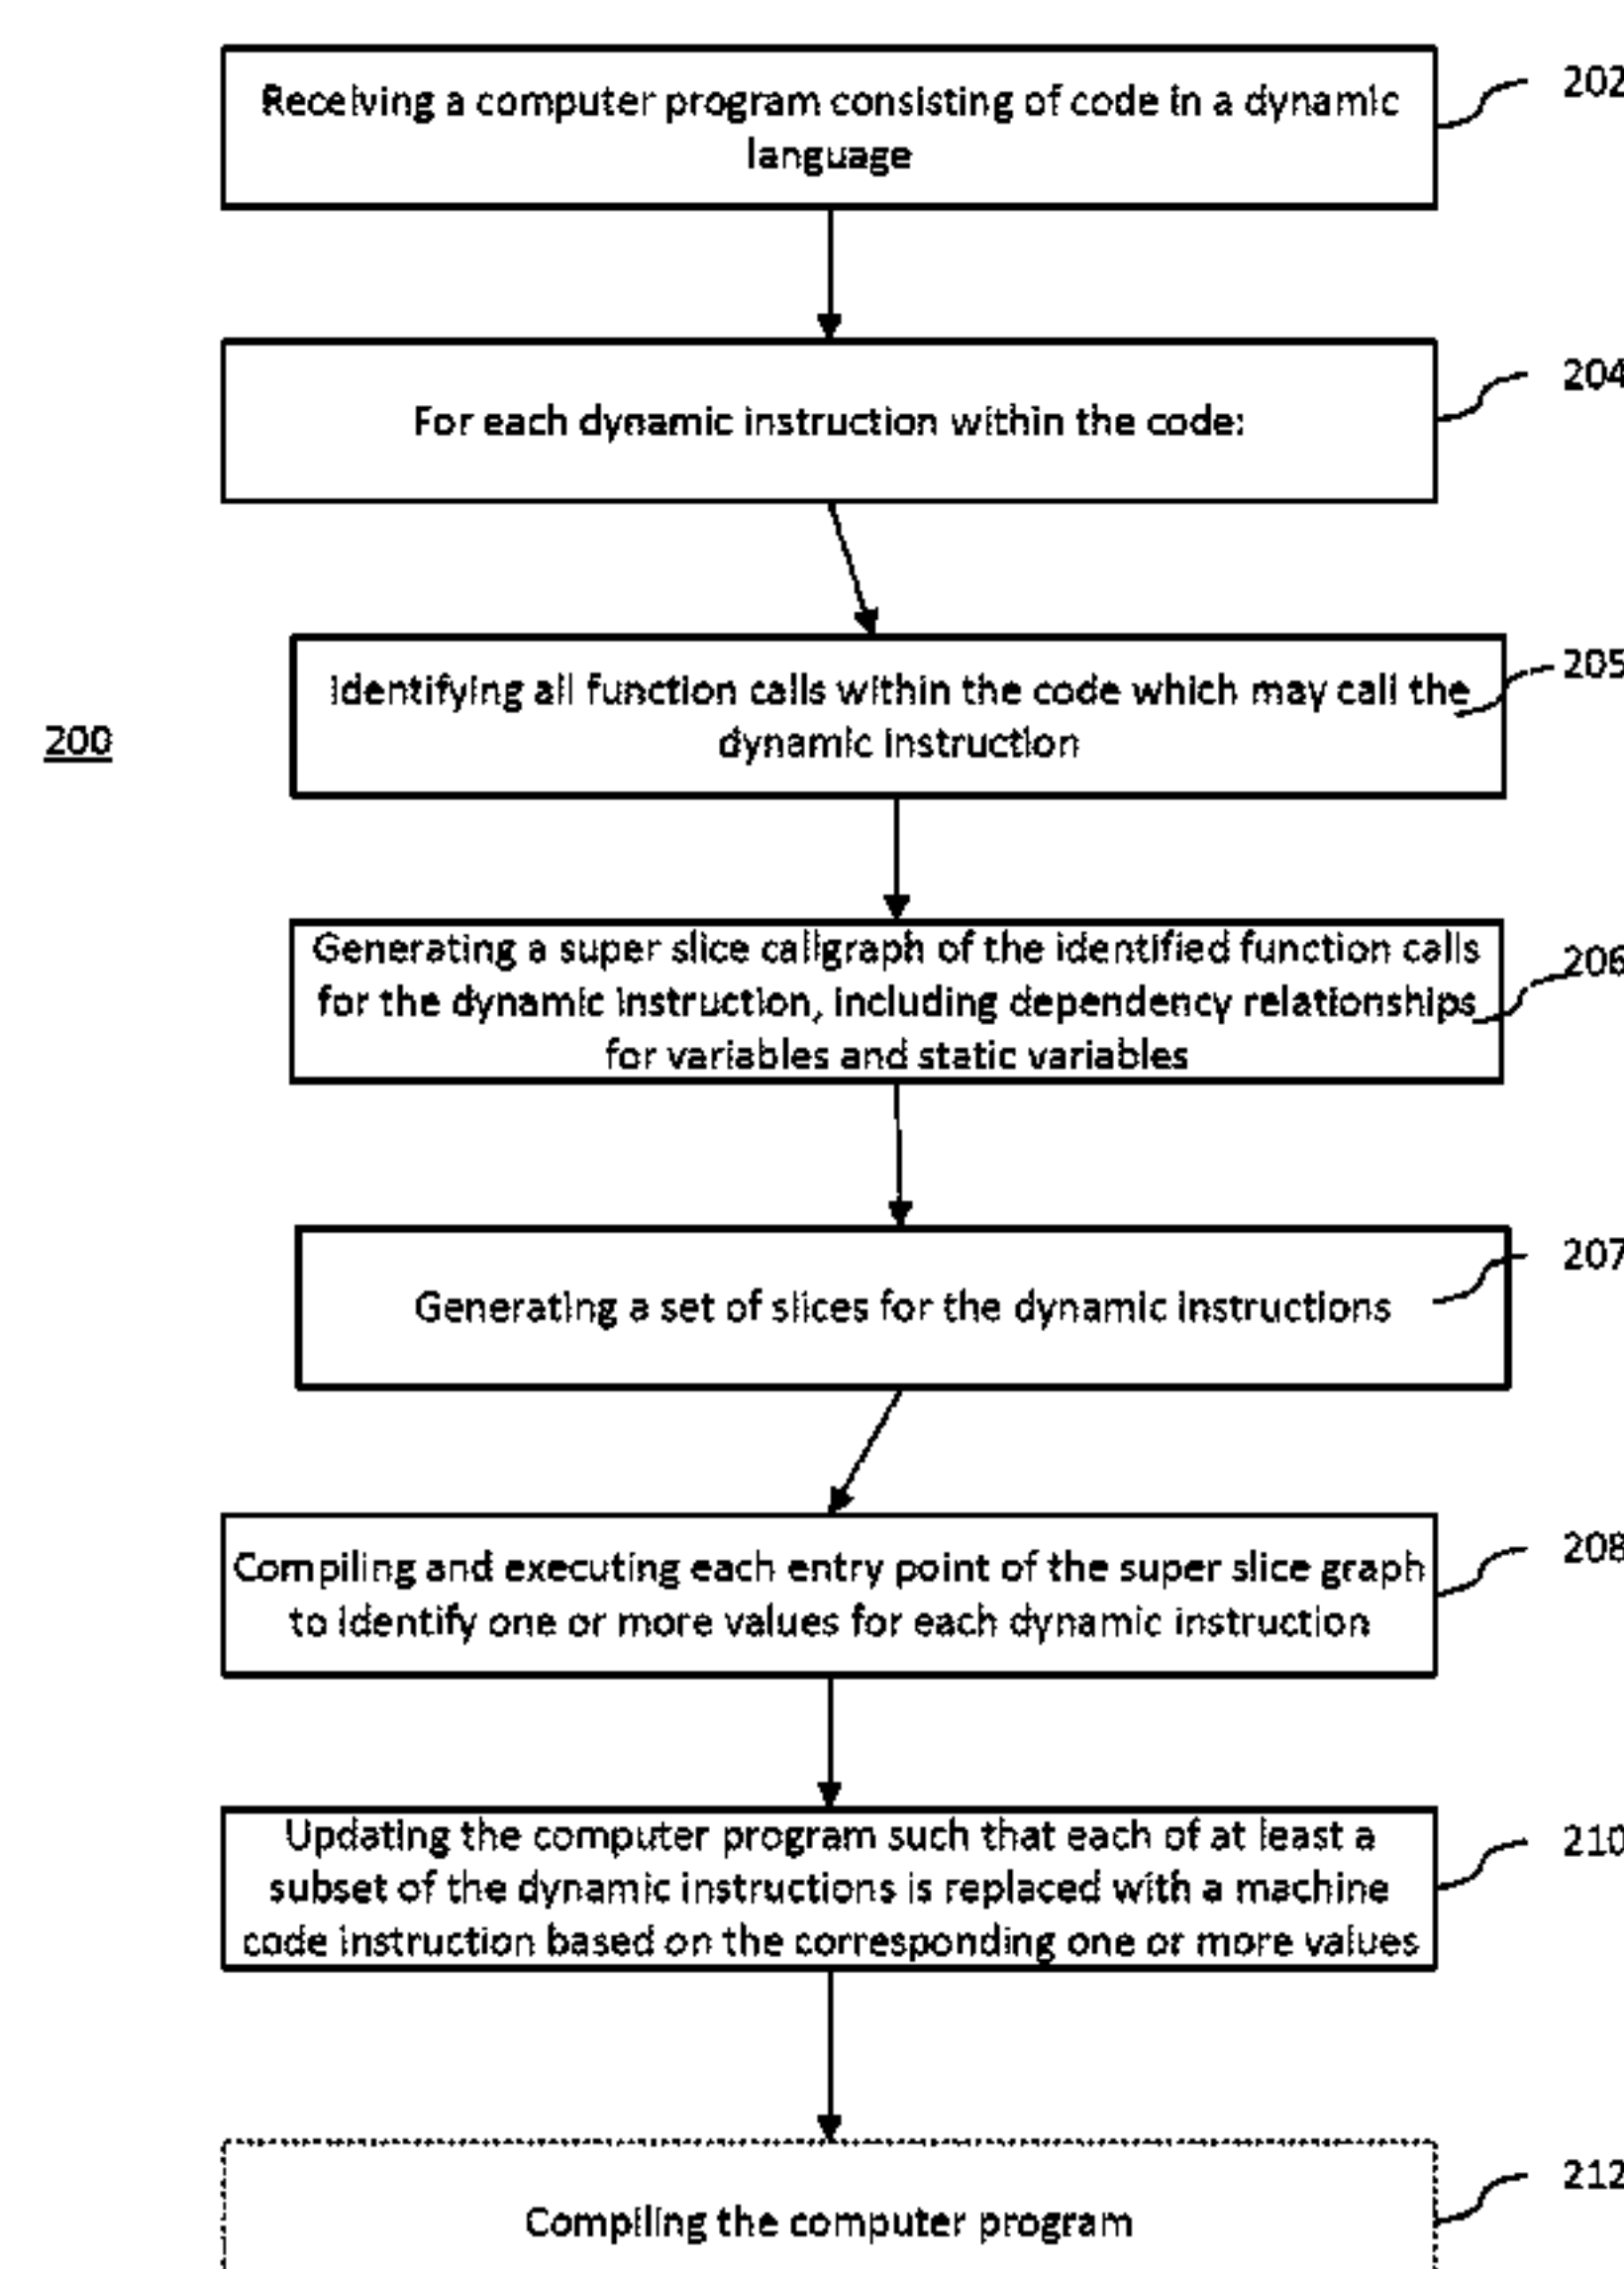 Receiving a computer program consisting of code in a dynamic
language
202
For each dynamic instruction within the code:
204
Identifying all function calls within the code which may call the
dynamic instruction
205
200
Generating a super slice callgraph of the identified function calls
for the dynamic instruction, including dependency relationships
for variables and static variables
206
Generating a set of slices for the dynamic instructions
207
Compiling and executing each entry point of the super slice graph
to identify one or more values for each dynamic instruction
208
Updating the computer program such that each of at least a
subset of the dynamic instructions is replaced with a machine
code instruction based on the corresponding one or more values
210
Compiling the computer program
212